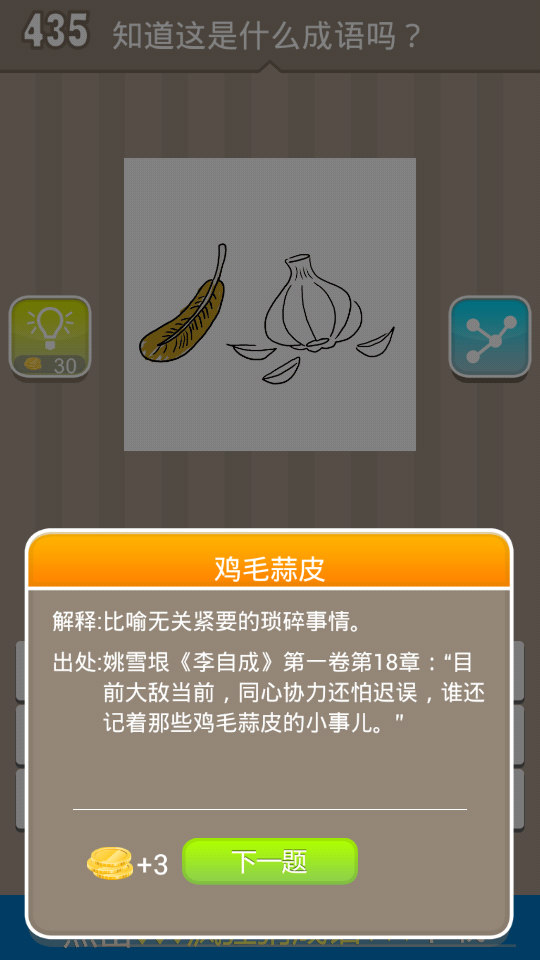 435
知道这是什么成语吗？
30
鸡毛蒜皮
解释:比喻无关紧要的琐碎事情。
出处:姚雪垠《李自成》第一卷第18章：“目
前大敌当前，同心协力还怕迟误，谁还
记着那些鸡毛蒜皮的小事儿。”
+3
下一题